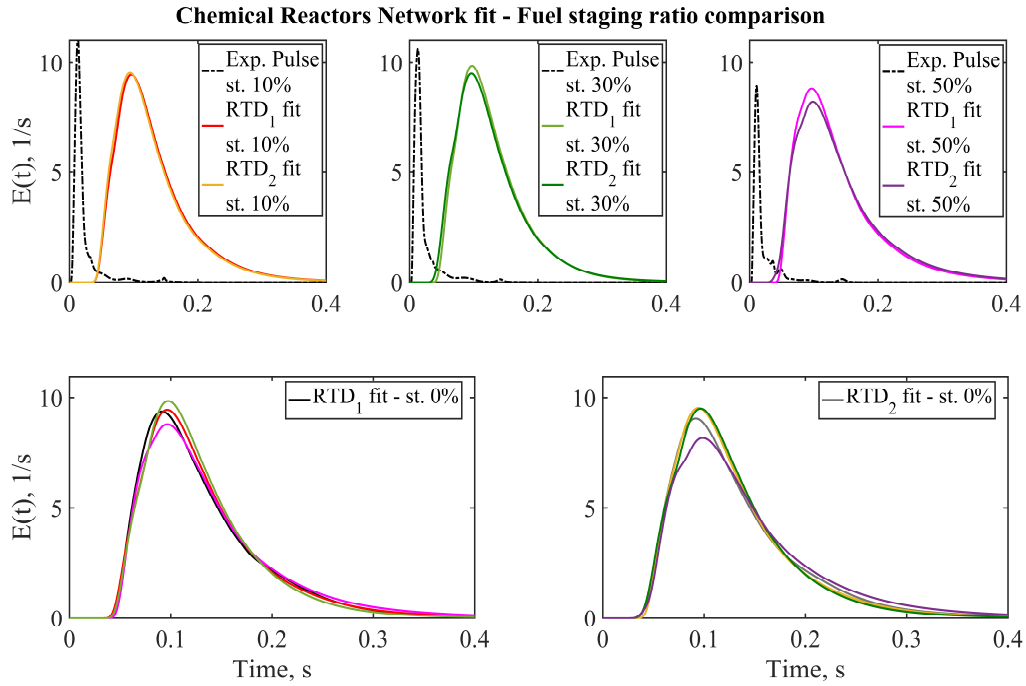 Chemical Reactors Network fit - Fuel staging ratio comparison
10
5
0
E(t), 1/s
0
0.2
0.4
Exp. Pulse
st. 10%
RTD1 fit
st. 10%
RTD2 fit
st. 10%
10
5
0
0
0.2
0.4
Exp. Pulse
st. 30%
RTD1 fit
st. 30%
RTD2 fit
st. 30%
10
5
0
0
0.2
0.4
Exp. Pulse
st. 50%
RTD1 fit
st. 50%
RTD2 fit
st. 50%
10
5
0
E(t), 1/s
0
0.1
0.2
0.3
0.4
Time, s
RTD1 fit - st. 0%
10
5
0
0
0.1
0.2
0.3
0.4
Time, s
RTD2 fit - st. 0%